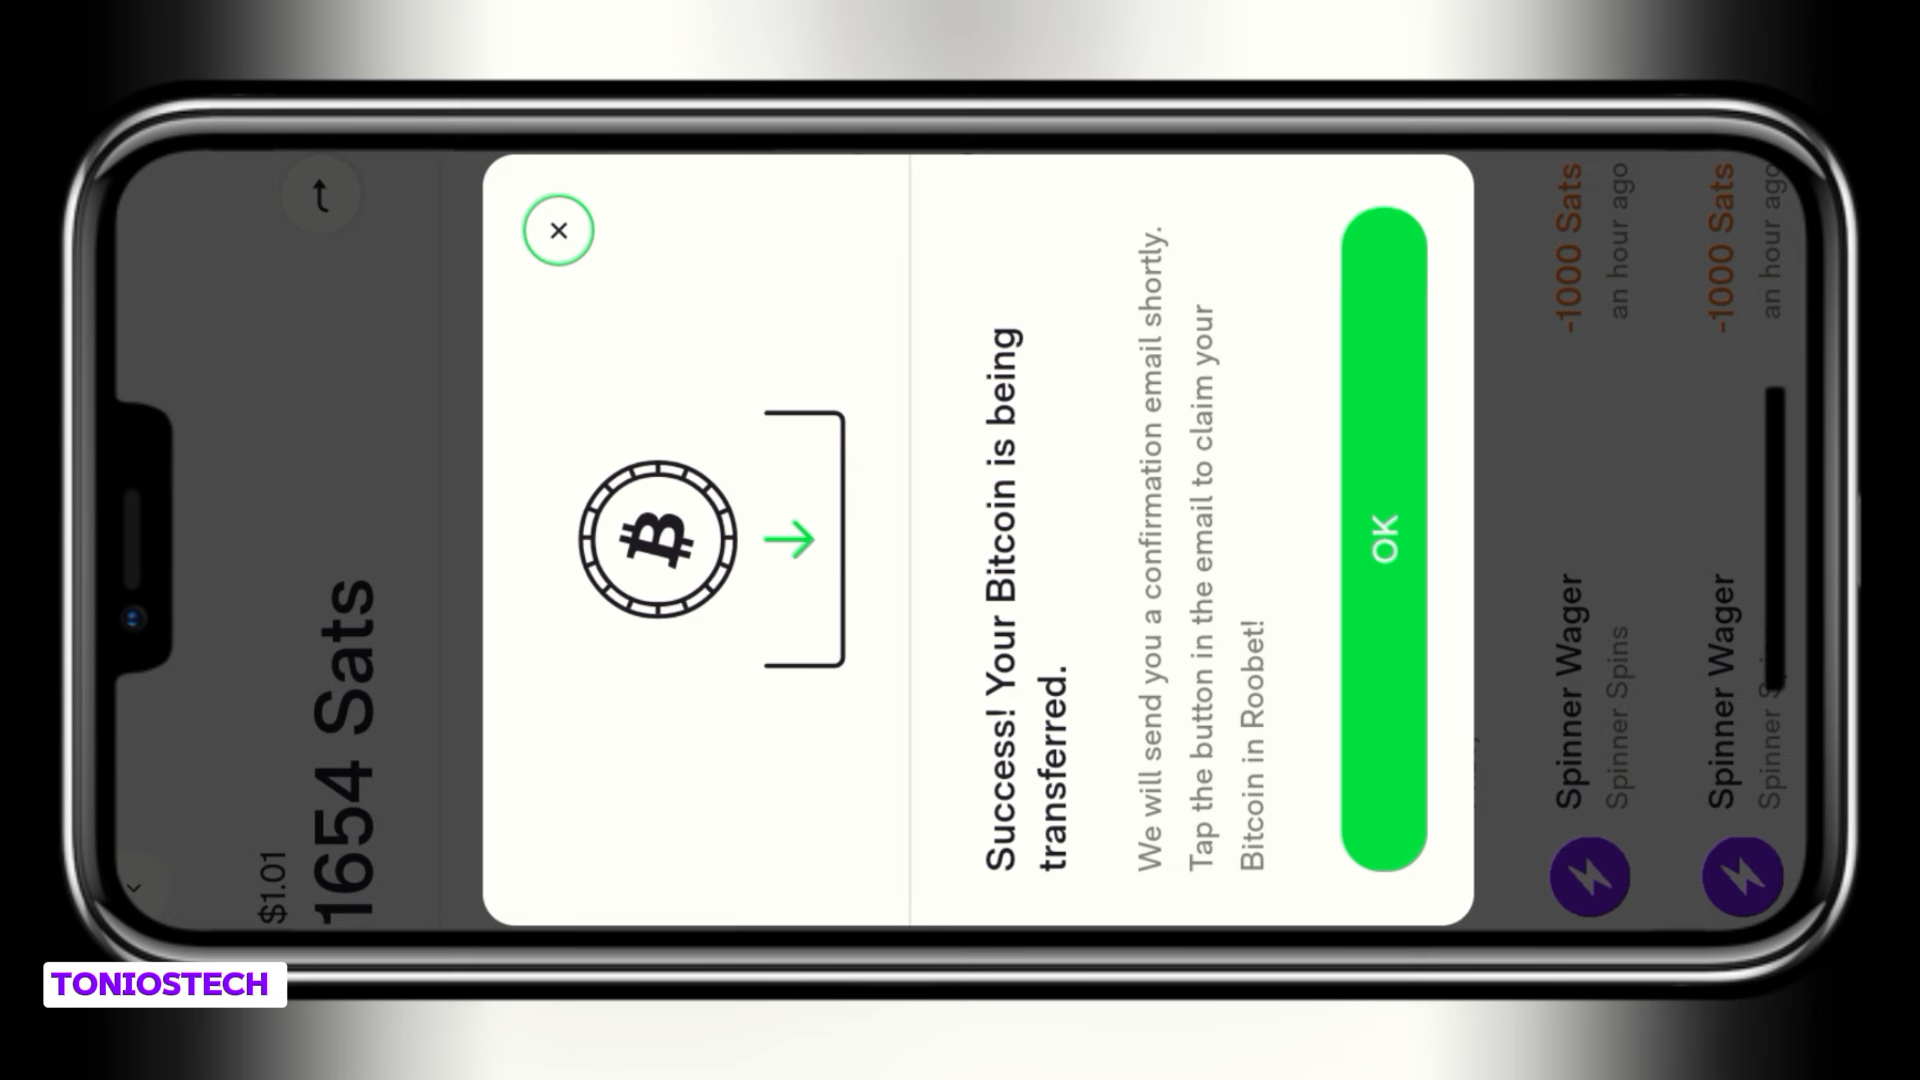 $1.01
1654 Sats
Success! Your Bitcoin is being
transferred.
We will send you a confirmation email shortly.
Tap the button in the email to claim your
Bitcoin in Roobet!
OK
Spinner Wager
-1000 Sats
Spinner Spins
an hour ago
Spinner Wager
-1000 Sats
Spinner
an hour ago
TONIOSTECH